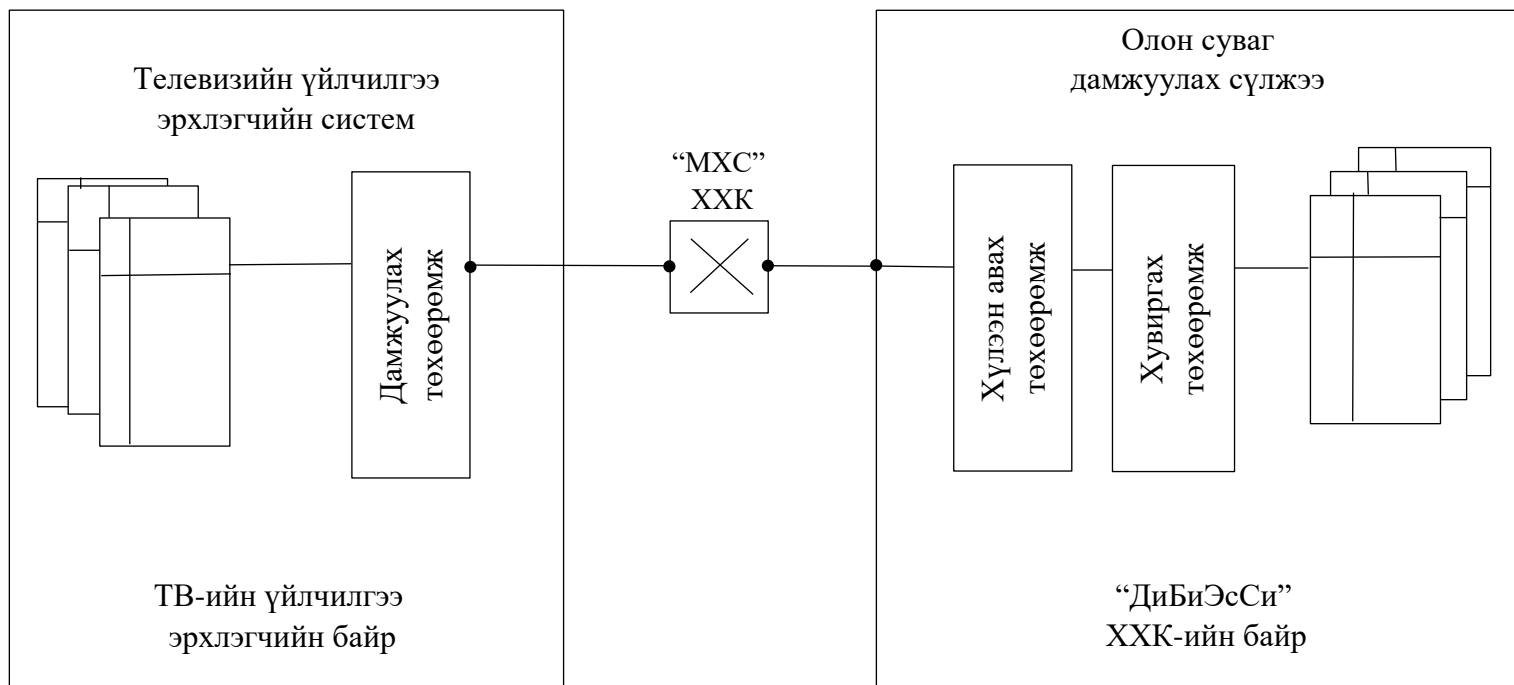 Телевизийн үйлчилгээ
эрхлэгчийн систем
Дамжуулах
төхөөрөмж
ТВ-ийн үйлчилгээ
эрхлэгчийн байр
“МХС”
ХХК
Олон суваг
дамжуулах сүлжээ
Хүлээн авах
төхөөрөмж
Хувиргах
төхөөрөмж
“ДиБиЭсСи”
ХХК-ийн байр